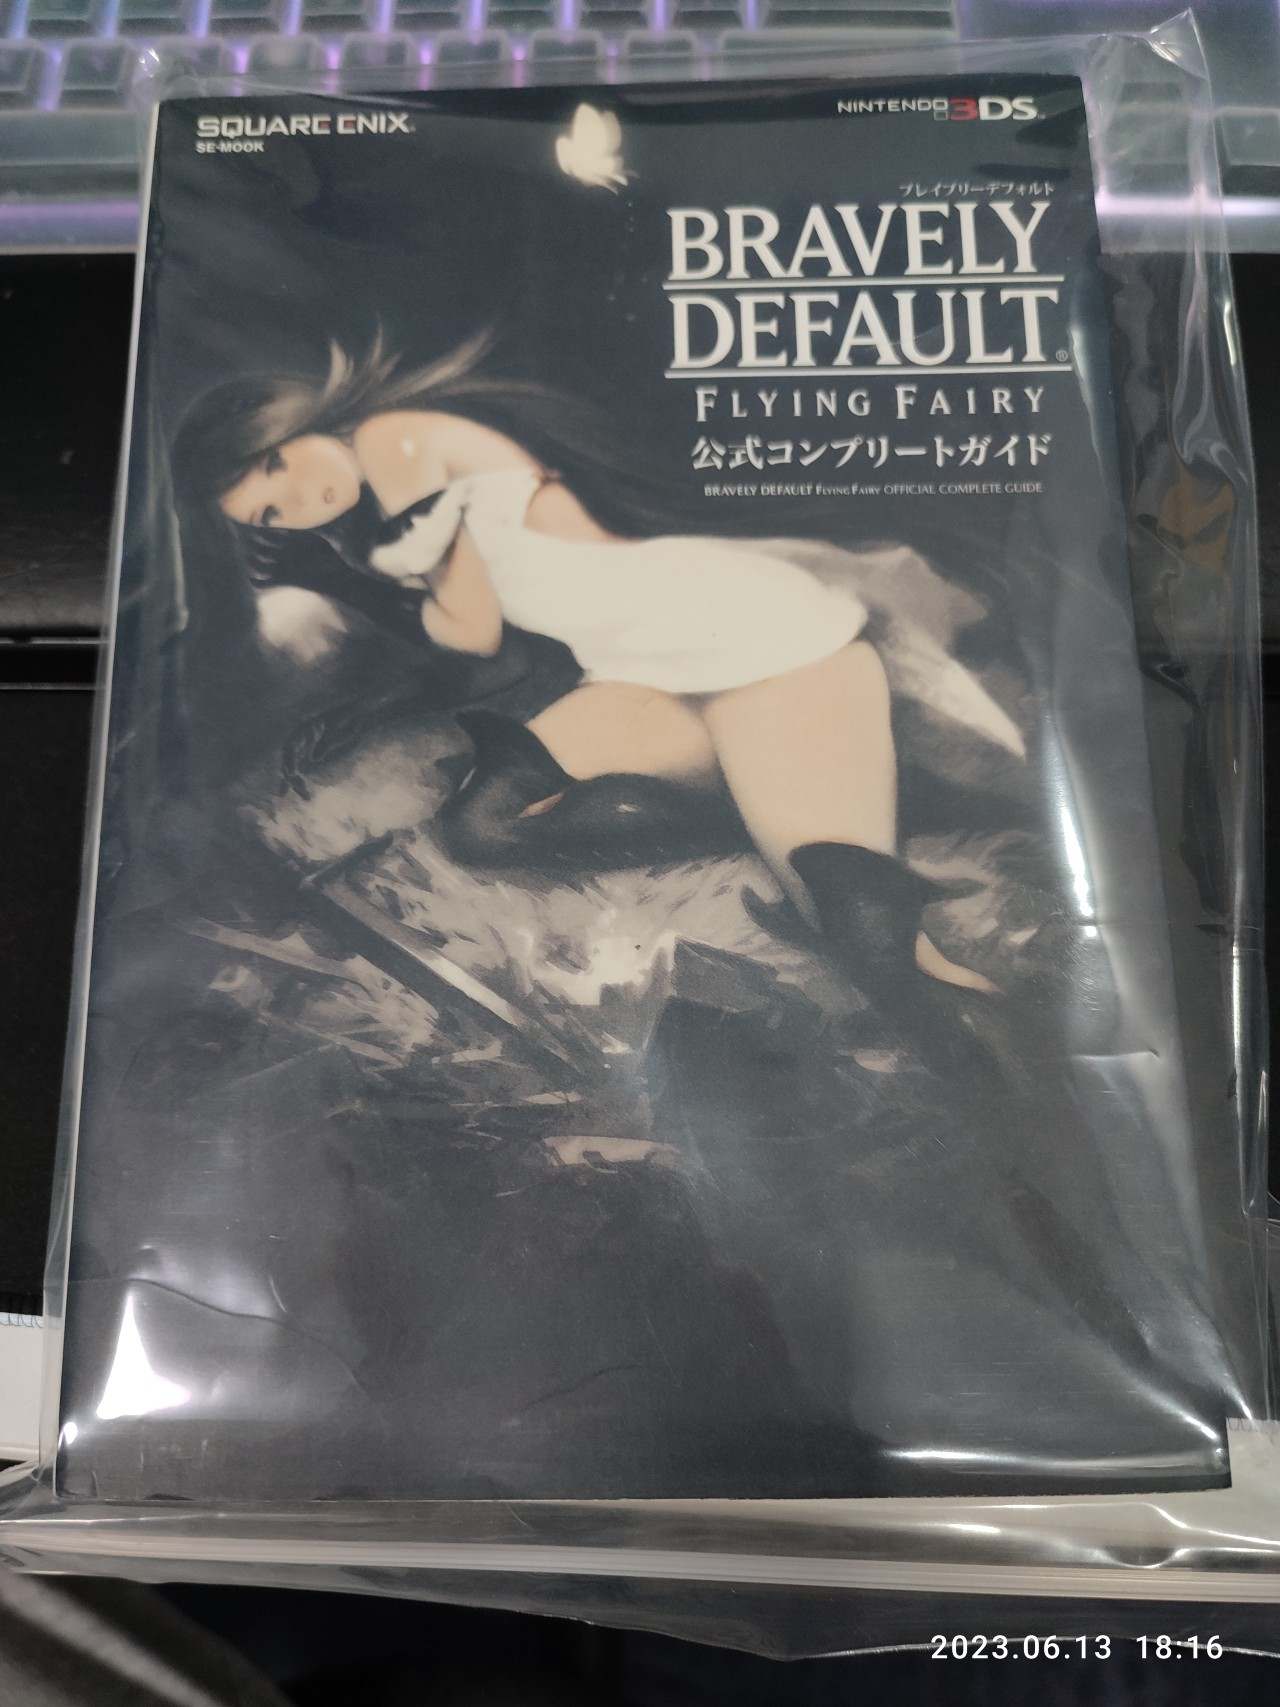 SQUARE ENIX
SE-MOOK
NINTENDO3DS
ブレイブリーデフォルト
BRAVELY
DEFAULT®
FLYING FAIRY
公式コンプリートガイド
BRAVELY DEFAULT FLYING FAIRY OFFICIAL COMPLETE GUIDE
2023.06.13 18:16